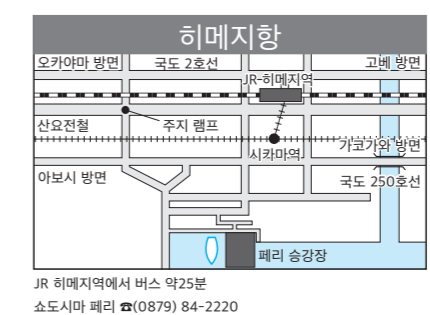 히메지항
오카야마 방면 국도 2호선 고베 방면
JR 히메지역
산요전철 주지 램프
시카마역 가코가와 방면
아보시 방면 국도 250호선
페리 승강장
JR 히메지역에서 버스 약25분
쇼도시마 페리 ☎(0879) 84-2220